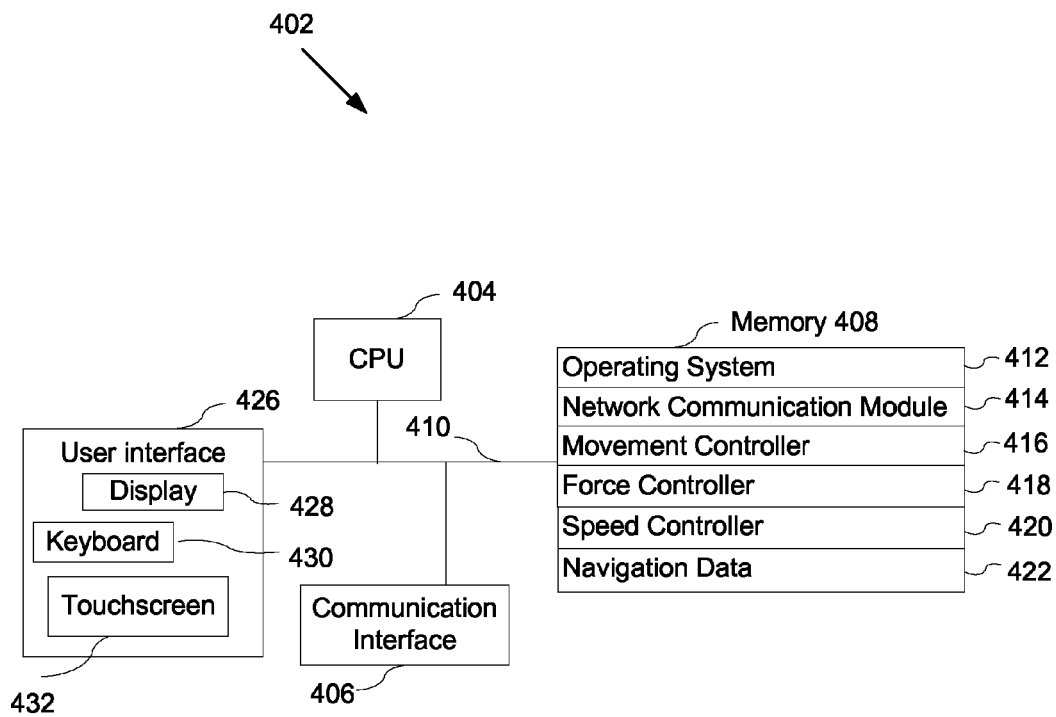 402
404
CPU
Memory 408
Operating System
412
Network Communication Module
414
Movement Controller
416
Force Controller
418
Speed Controller
420
Navigation Data
422
426
User interface
Display
428
Keyboard
430
Touchscreen
432
410
Communication
Interface
406